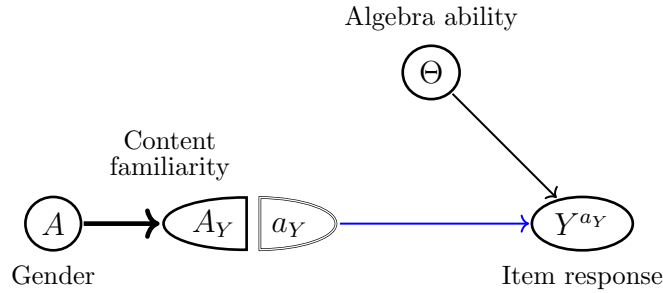 Algebra ability
Θ
Content
familiarity
A
A_Y
a_Y
Y^{a_Y}
Gender
Item response